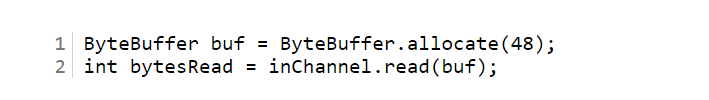 1 ByteBuffer buf = ByteBuffer.allocate(48);
2 int bytesRead = inChannel.read(buf);